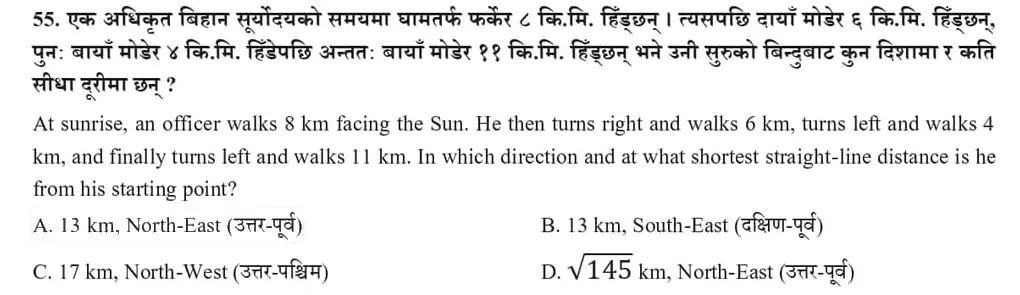 55. एक अधिकृत बिहान सूर्योदयको समयमा घामतर्फ फर्केर ८ कि.मि. हिँड्छन् । त्यसपछि दायाँ मोडेर ६ कि.मि. हिँड्छन्,
पुनः बायाँ मोडेर ४ कि.मि. हिँडेपछि अन्ततः बायाँ मोडेर ११ कि.मि. हिँड्छन् भने उनी सुरुको बिन्दुबाट कुन दिशामा र कति
सीधा दूरीमा छन् ?
At sunrise, an officer walks 8 km facing the Sun. He then turns right and walks 6 km, turns left and walks 4
km, and finally turns left and walks 11 km. In which direction and at what shortest straight-line distance is he
from his starting point?
A. 13 km, North-East (उत्तर-पूर्व) B. 13 km, South-East (दक्षिण-पूर्व)
C. 17 km, North-West (उत्तर-पश्चिम) D. √145 km, North-East (उत्तर-पूर्व)